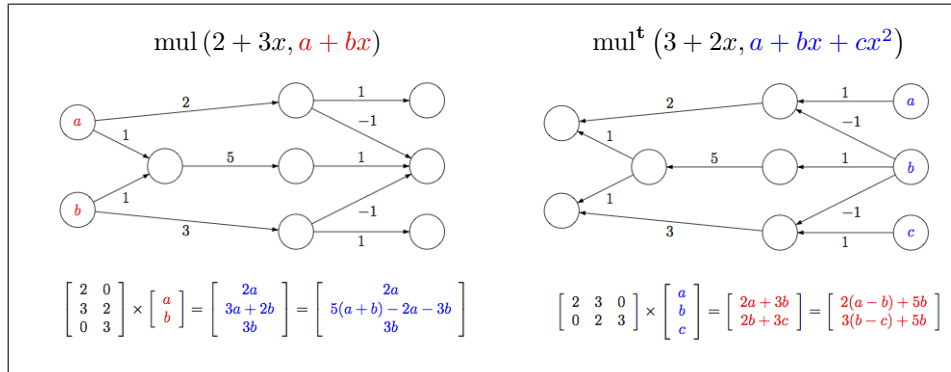 mul (2 + 3x, a + bx)
mul^t (3 + 2x, a + bx + cx²)
2 1
a 1 −1
5 1
b 1 −1
3 1
2 1 a
1 −1
5 1 b
1 −1
3 1 c
[ 2 0 ; 3 2 ; 0 3 ] × [ a ; b ] = [ 2a ; 3a + 2b ; 3b ] = [ 2a ; 5(a + b) − 2a − 3b ; 3b ]
[ 2 3 0 ; 0 2 3 ] × [ a ; b ; c ] = [ 2a + 3b ; 2b + 3c ] = [ 2(a − b) + 5b ; 3(b − c) + 5b ]